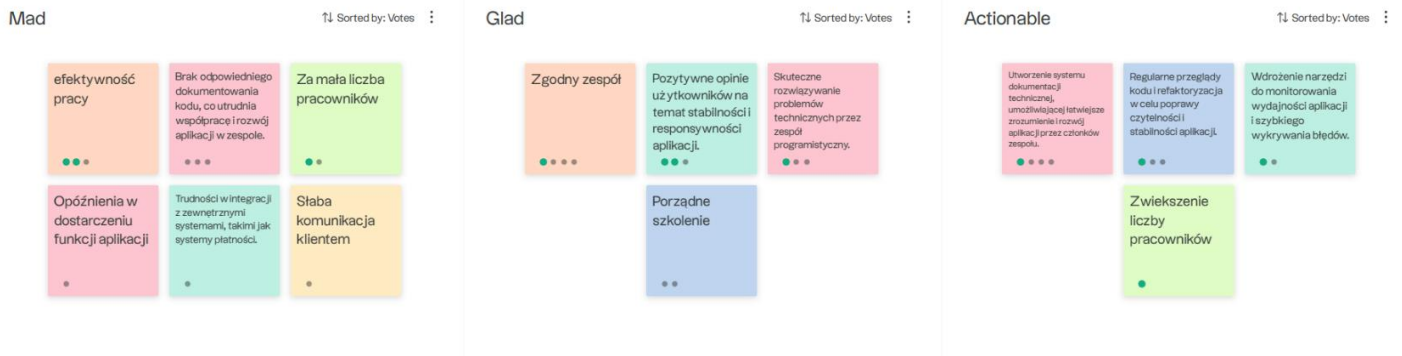 Mad
Sorted by: Votes
efektywność
pracy
Brak odpowiedniego
dokumentowania
kodu, co utrudnia
współpracę i rozwój
aplikacji w zespole.
Za mała liczba
pracowników
Opóźnienia w
dostarczeniu
funkcji aplikacji
Trudności w integracji
z zewnętrznymi
systemami, takimi jak
systemy płatności.
Słaba
komunikacja
klientem
Glad
Sorted by: Votes
Zgodny zespół
Pozytywne opinie
użytkowników na
temat stabilności i
responsywności
aplikacji.
Skuteczne
rozwiązywanie
problemów
technicznych przez
zespół
programistyczny.
Porządne
szkolenie
Actionable
Sorted by: Votes
Utworzenie systemu
dokumentacji
technicznej,
umożliwiającej łatwiejsze
zrozumienie i rozwój
aplikacji przez członków
zespołu.
Regularne przeglądy
kodu i refaktoryzacja
w celu poprawy
czytelności i
stabilności aplikacji.
Wdrożenie narzędzi
do monitorowania
wydajności aplikacji
i szybkiego
wykrywania błędów.
Zwiekszenie
liczby
pracowników